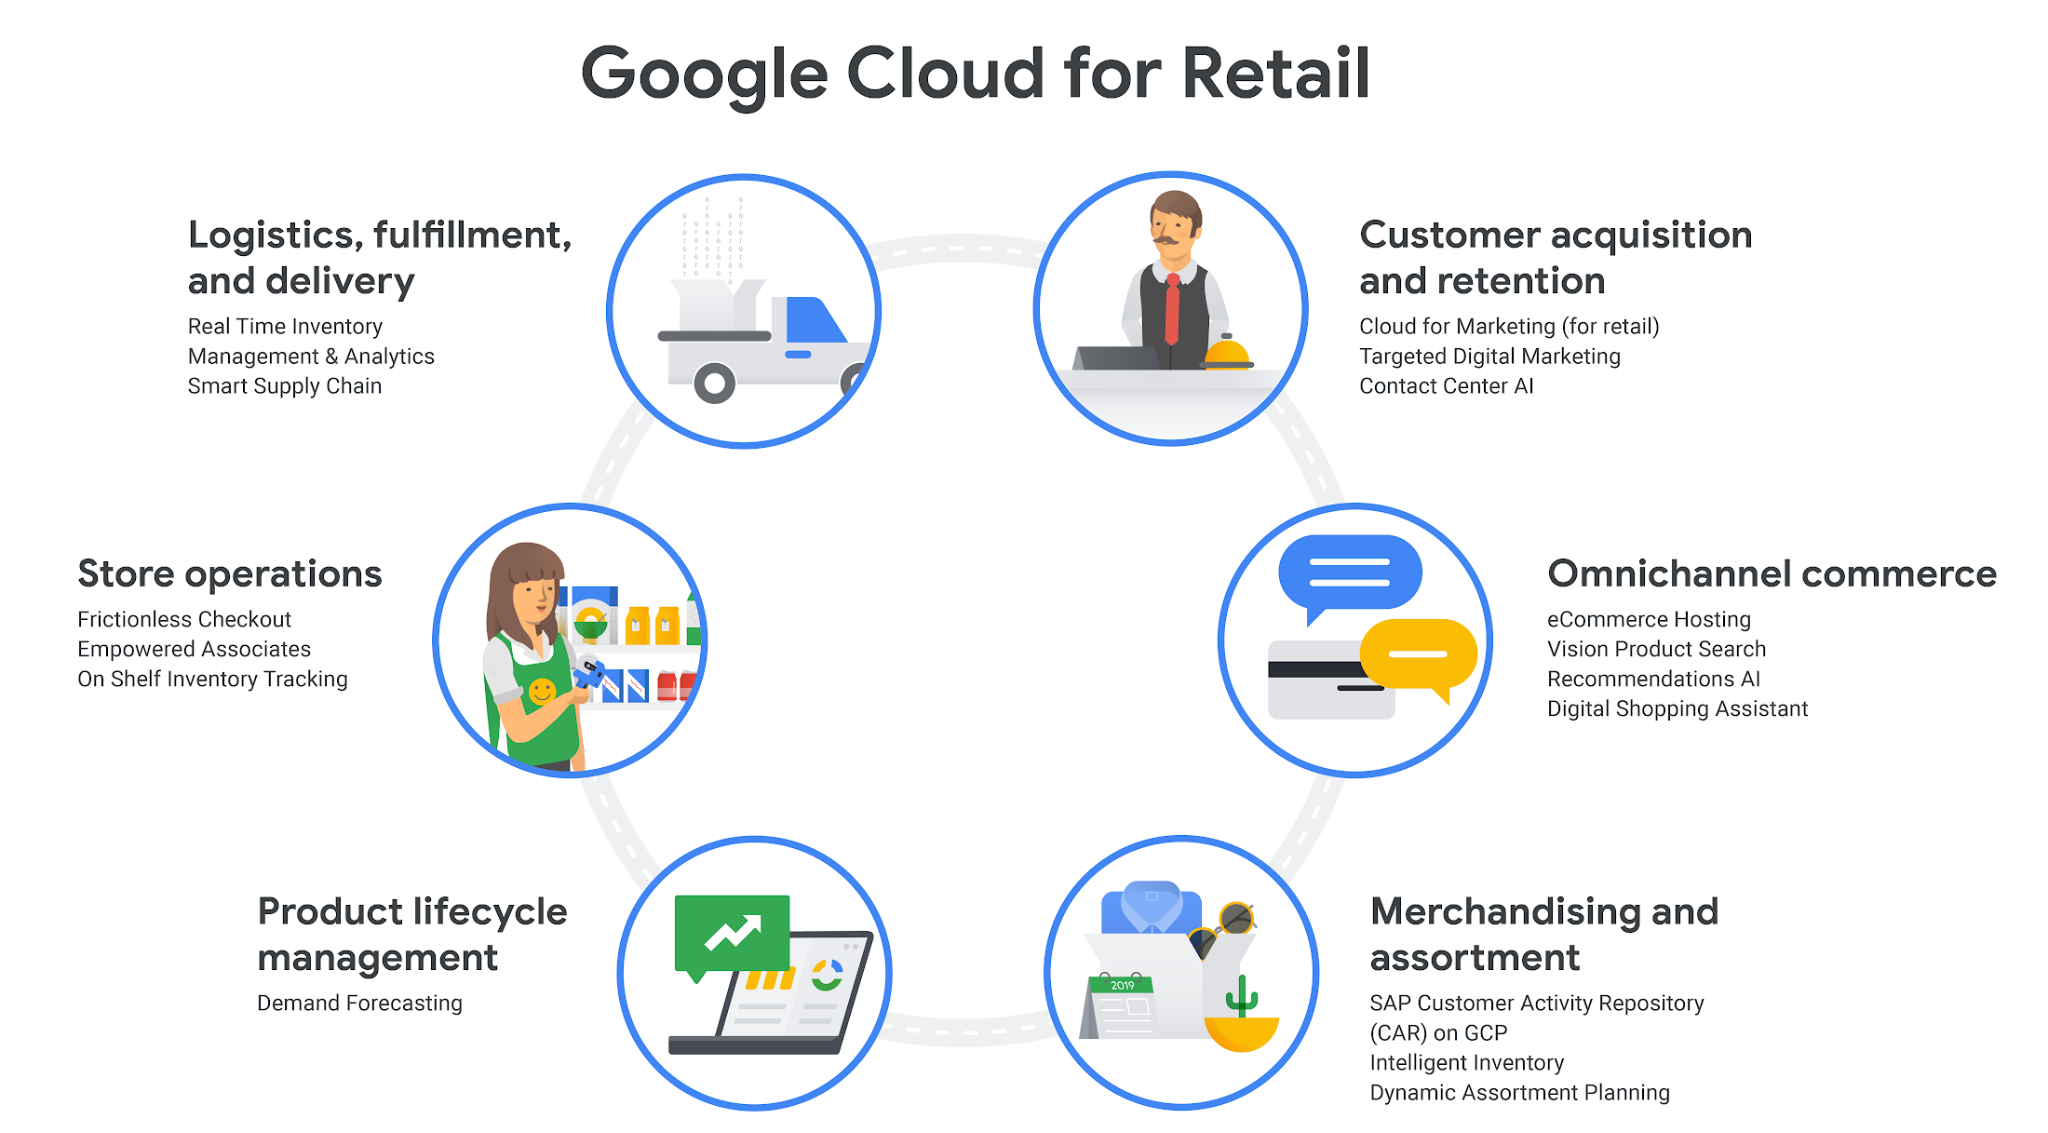 Google Cloud for Retail
Logistics, fulfillment,
and delivery
Real Time Inventory
Management & Analytics
Smart Supply Chain
Customer acquisition
and retention
Cloud for Marketing (for retail)
Targeted Digital Marketing
Contact Center AI
Store operations
Frictionless Checkout
Empowered Associates
On Shelf Inventory Tracking
Omnichannel commerce
eCommerce Hosting
Vision Product Search
Recommendations AI
Digital Shopping Assistant
Product lifecycle
management
Demand Forecasting
2019
Merchandising and
assortment
SAP Customer Activity Repository
(CAR) on GCP
Intelligent Inventory
Dynamic Assortment Planning